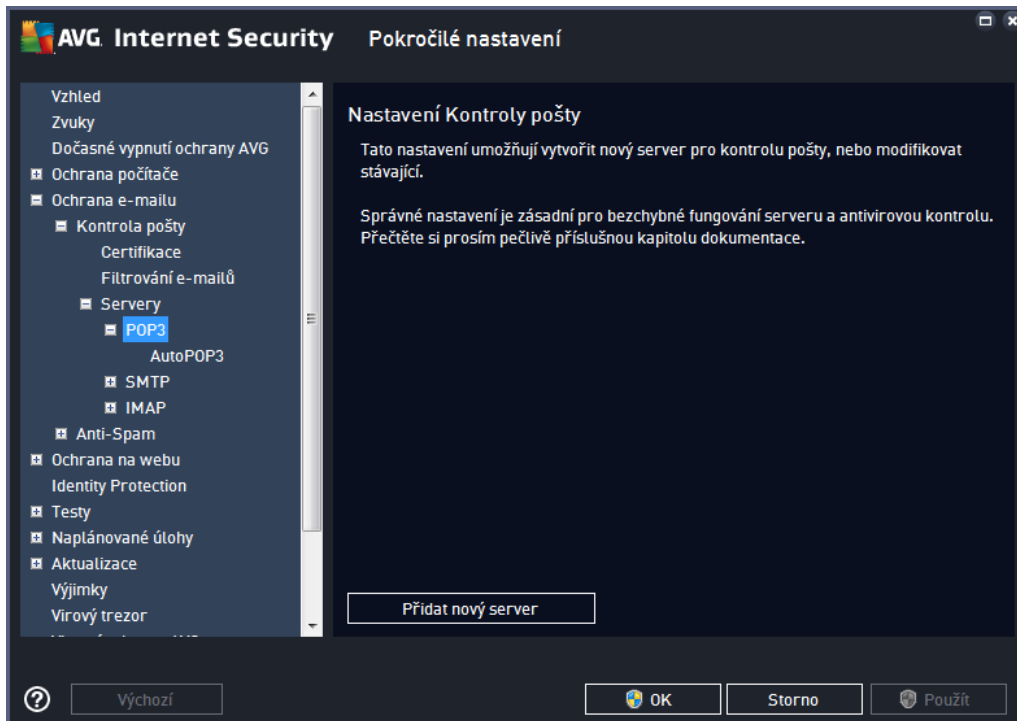 AVG. Internet Security Pokročilé nastavení
Vzhled
Zvuky
Dočasné vypnutí ochrany AVG
Ochrana počítače
Ochrana e-mailu
Kontrola pošty
Certifikace
Filtrování e-mailů
Servery
POP3
AutoPOP3
SMTP
IMAP
Anti-Spam
Ochrana na webu
Identity Protection
Testy
Naplánované úlohy
Aktualizace
Výjimky
Virový trezor
Nastavení Kontroly pošty
Tato nastavení umožňují vytvořit nový server pro kontrolu pošty, nebo modifikovat
stávající.
Správné nastavení je zásadní pro bezchybné fungování serveru a antivirovou kontrolu.
Přečtěte si prosím pečlivě příslušnou kapitolu dokumentace.
Přidat nový server
? Výchozí OK Storno Použít